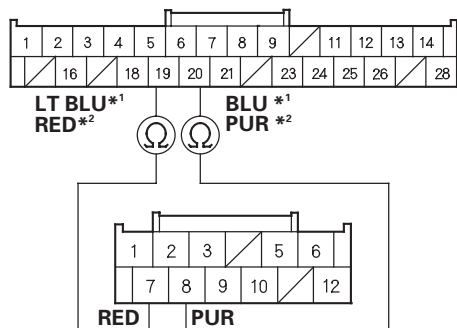 1 2 3 4 5 6 7 8 9 11 12 13 14
16 18 19 20 21 23 24 25 26 28
LT BLU*¹ BLU *¹
RED*² PUR *²
Ω Ω
1 2 3 5 6
7 8 9 10 12
RED PUR